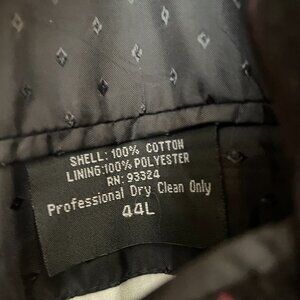 SHELL: 100% COTTON
LINING:100% POLYESTER
RN: 93324
Professional Dry Clean Only
44L